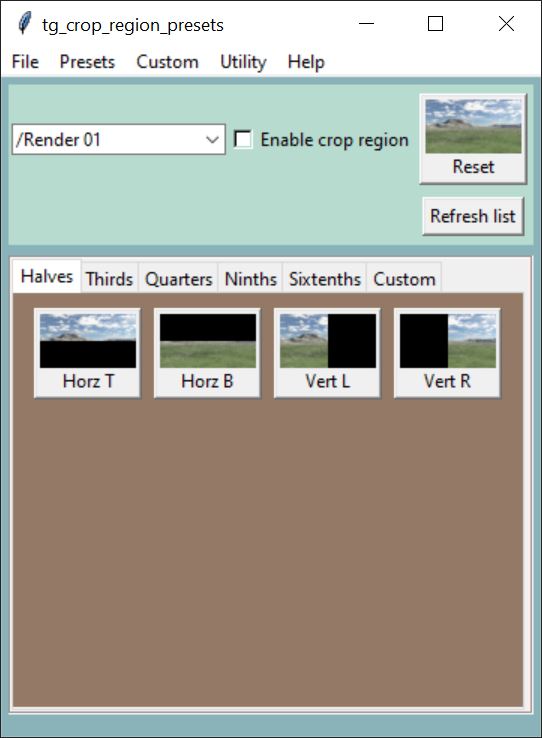 tg_crop_region_presets
File Presets Custom Utility Help
/Render 01 Enable crop region
Reset
Refresh list
Halves Thirds Quarters Ninths Sixtenths Custom
Horz T Horz B Vert L Vert R